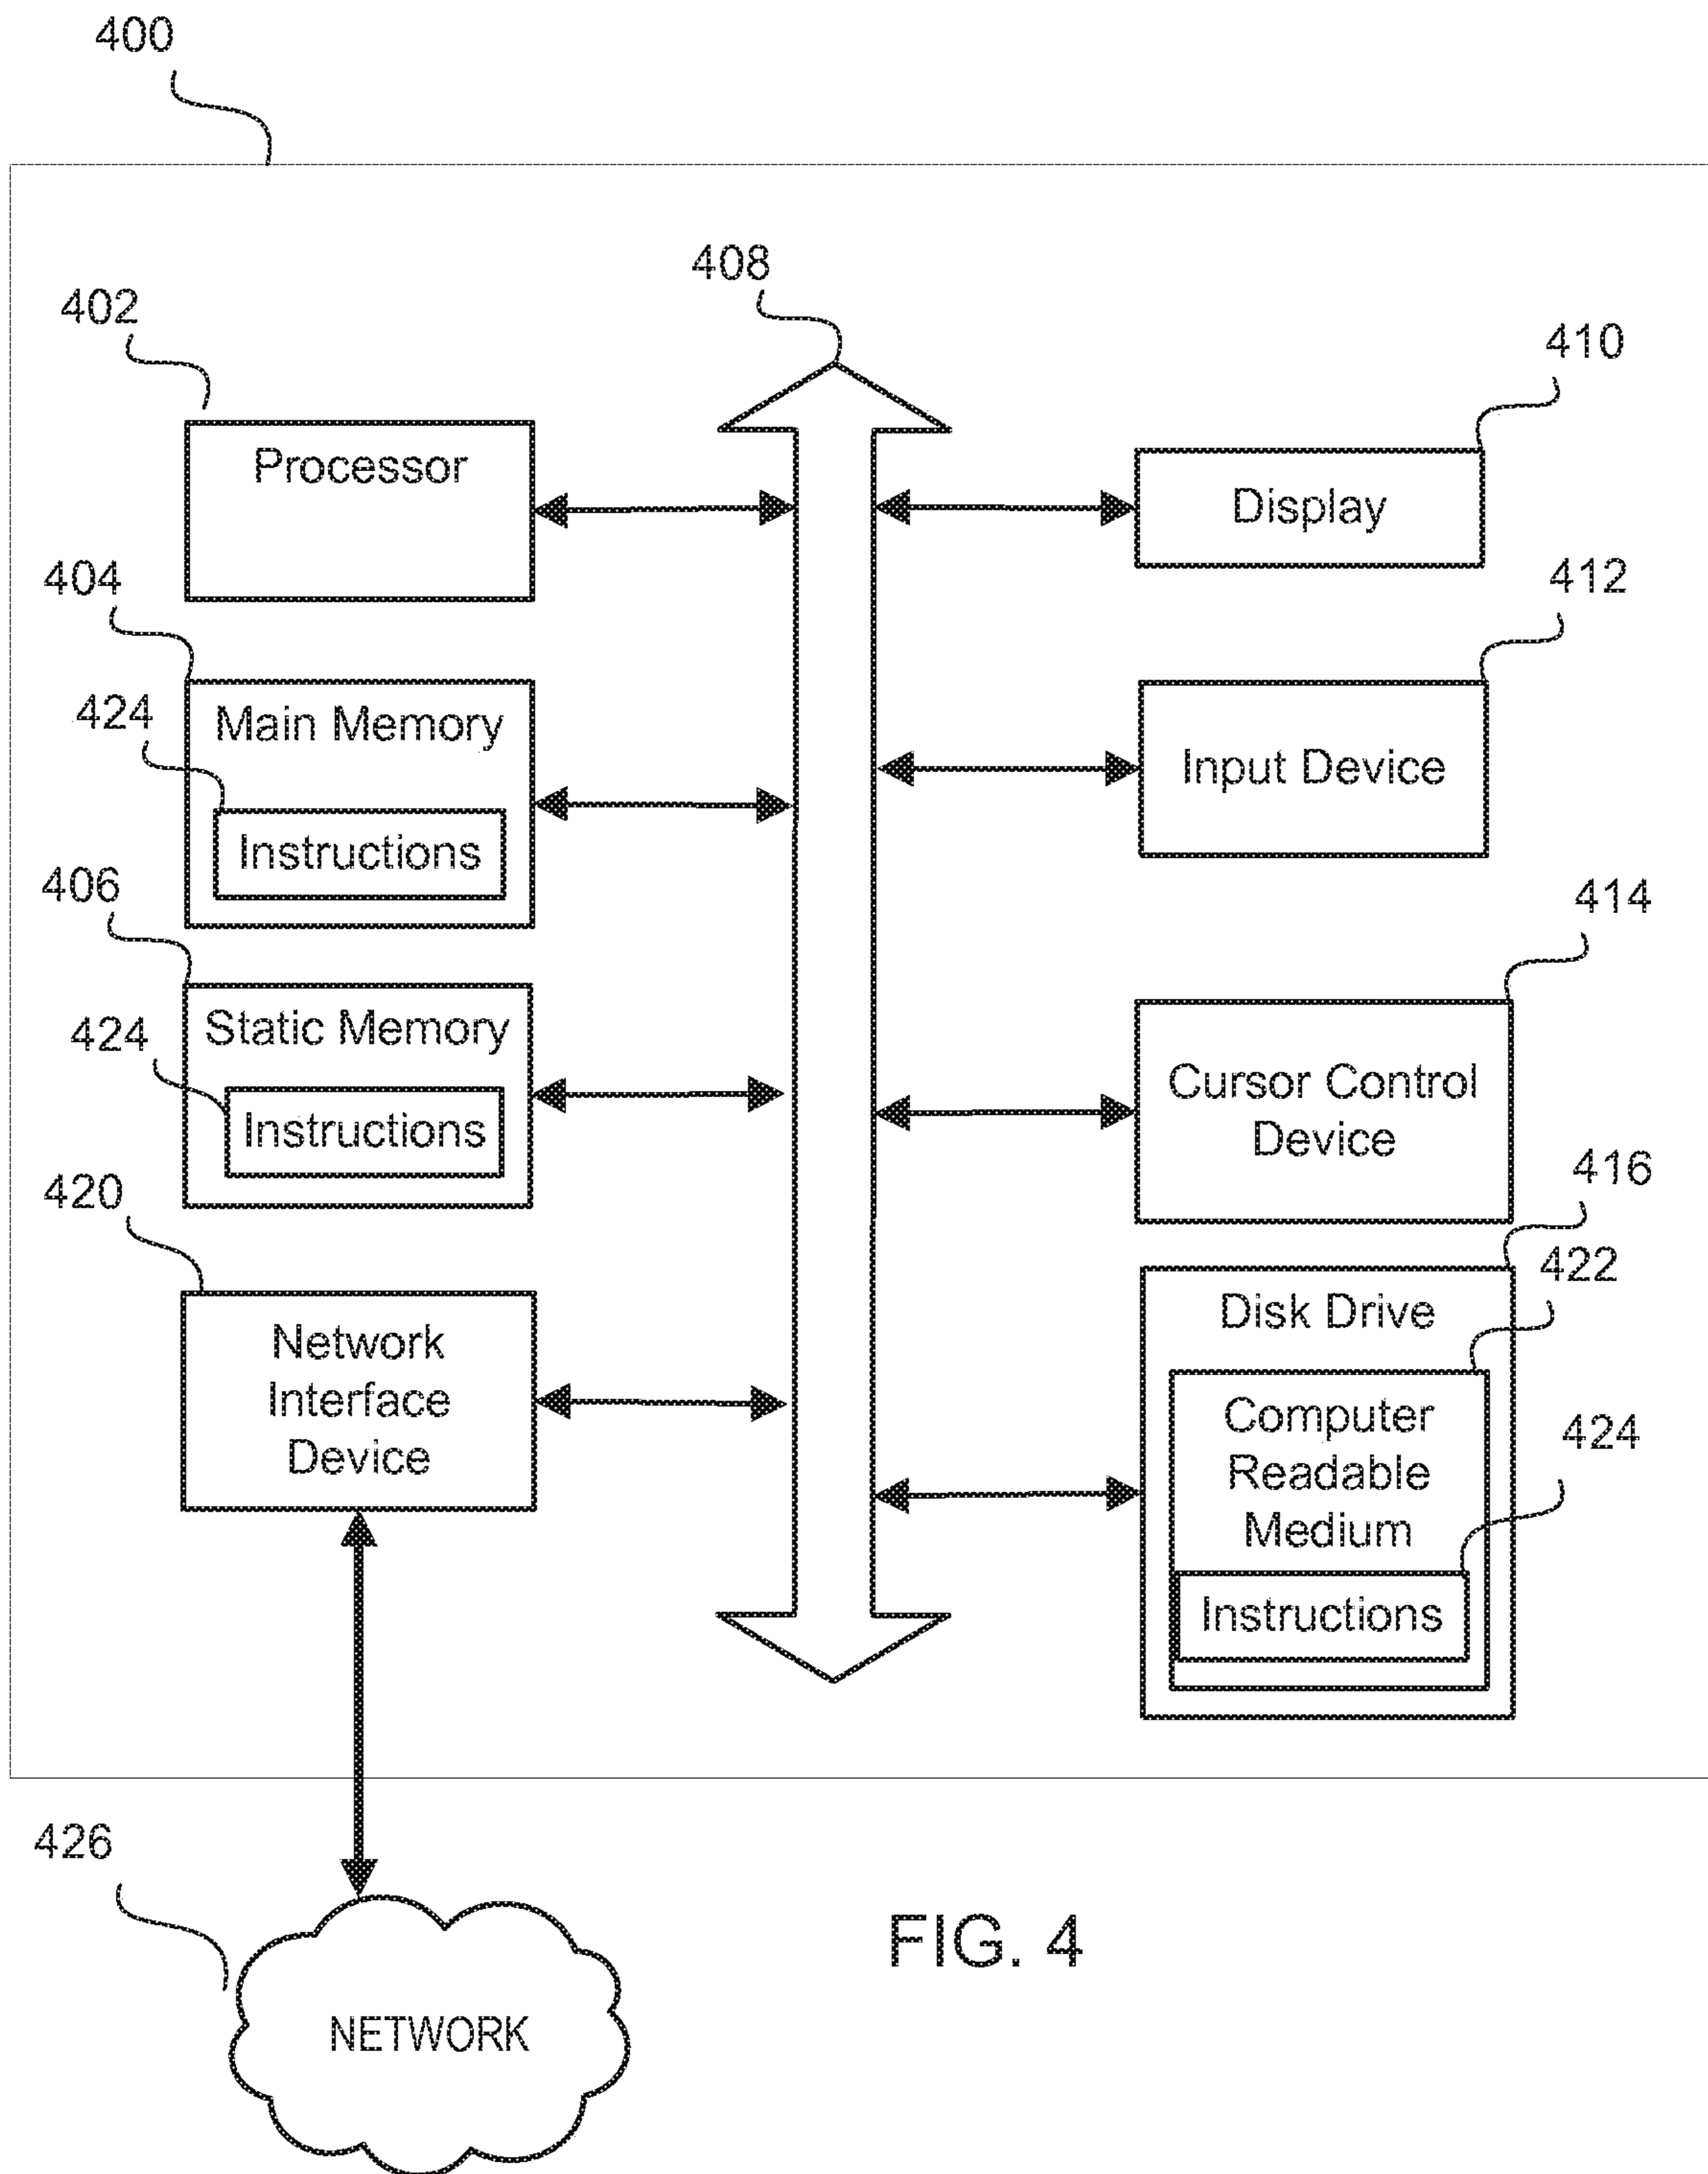 400
408
402
410
Processor
Display
404
412
424
Main Memory
Input Device
Instructions
406
414
424
Static Memory
Cursor Control
Device
Instructions
416
420
422
Disk Drive
Network
Interface
Device
Computer
Readable
Medium
424
Instructions
426
FIG. 4
NETWORK